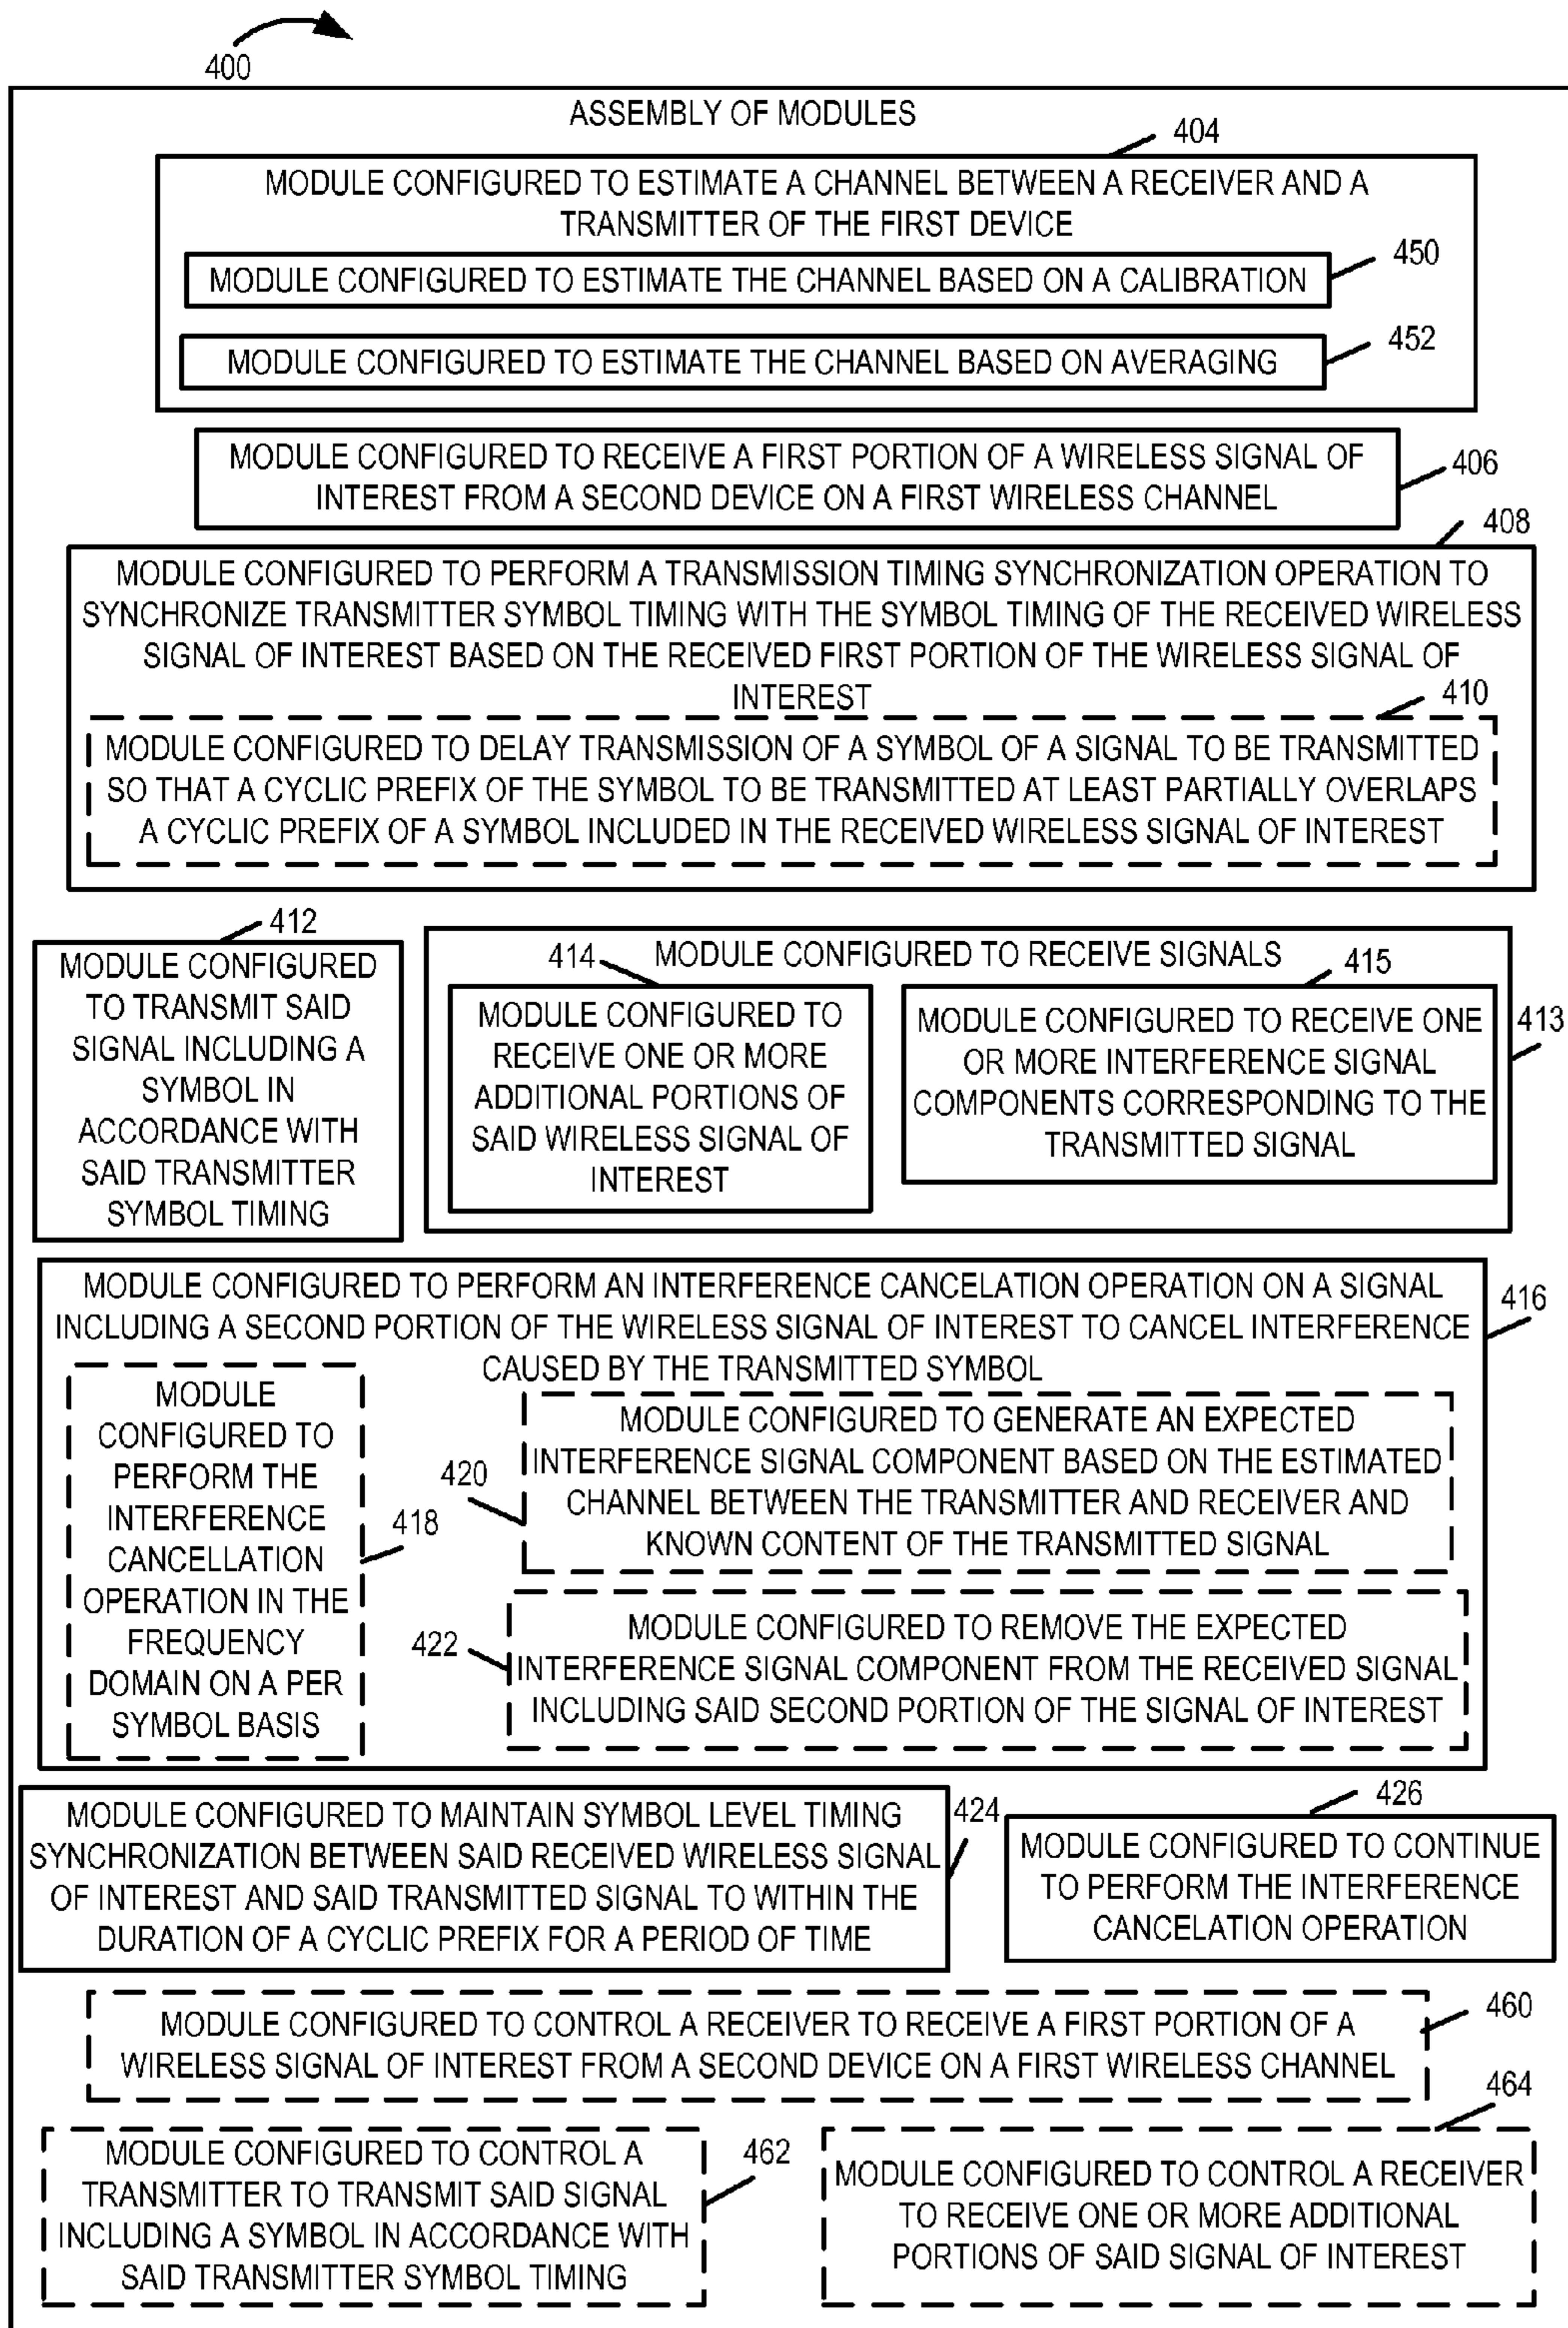 400
ASSEMBLY OF MODULES
404
MODULE CONFIGURED TO ESTIMATE A CHANNEL BETWEEN A RECEIVER AND A
TRANSMITTER OF THE FIRST DEVICE
450
MODULE CONFIGURED TO ESTIMATE THE CHANNEL BASED ON A CALIBRATION
452
MODULE CONFIGURED TO ESTIMATE THE CHANNEL BASED ON AVERAGING
MODULE CONFIGURED TO RECEIVE A FIRST PORTION OF A WIRELESS SIGNAL OF
INTEREST FROM A SECOND DEVICE ON A FIRST WIRELESS CHANNEL
406
408
MODULE CONFIGURED TO PERFORM A TRANSMISSION TIMING SYNCHRONIZATION OPERATION TO
SYNCHRONIZE TRANSMITTER SYMBOL TIMING WITH THE SYMBOL TIMING OF THE RECEIVED WIRELESS
SIGNAL OF INTEREST BASED ON THE RECEIVED FIRST PORTION OF THE WIRELESS SIGNAL OF
INTEREST
410
MODULE CONFIGURED TO DELAY TRANSMISSION OF A SYMBOL OF A SIGNAL TO BE TRANSMITTED
SO THAT A CYCLIC PREFIX OF THE SYMBOL TO BE TRANSMITTED AT LEAST PARTIALLY OVERLAPS
A CYCLIC PREFIX OF A SYMBOL INCLUDED IN THE RECEIVED WIRELESS SIGNAL OF INTEREST
412
MODULE CONFIGURED
TO TRANSMIT SAID
SIGNAL INCLUDING A
SYMBOL IN
ACCORDANCE WITH
SAID TRANSMITTER
SYMBOL TIMING
MODULE CONFIGURED TO RECEIVE SIGNALS
413
414
MODULE CONFIGURED TO
RECEIVE ONE OR MORE
ADDITIONAL PORTIONS OF
SAID WIRELESS SIGNAL OF
INTEREST
415
MODULE CONFIGURED TO RECEIVE ONE
OR MORE INTERFERENCE SIGNAL
COMPONENTS CORRESPONDING TO THE
TRANSMITTED SIGNAL
MODULE CONFIGURED TO PERFORM AN INTERFERENCE CANCELATION OPERATION ON A SIGNAL
INCLUDING A SECOND PORTION OF THE WIRELESS SIGNAL OF INTEREST TO CANCEL INTERFERENCE
CAUSED BY THE TRANSMITTED SYMBOL
416
MODULE
CONFIGURED TO
PERFORM THE
INTERFERENCE
CANCELLATION
OPERATION IN THE
FREQUENCY
DOMAIN ON A PER
SYMBOL BASIS
418
420
MODULE CONFIGURED TO GENERATE AN EXPECTED
INTERFERENCE SIGNAL COMPONENT BASED ON THE ESTIMATED
CHANNEL BETWEEN THE TRANSMITTER AND RECEIVER AND
KNOWN CONTENT OF THE TRANSMITTED SIGNAL
422
MODULE CONFIGURED TO REMOVE THE EXPECTED
INTERFERENCE SIGNAL COMPONENT FROM THE RECEIVED SIGNAL
INCLUDING SAID SECOND PORTION OF THE SIGNAL OF INTEREST
MODULE CONFIGURED TO MAINTAIN SYMBOL LEVEL TIMING
SYNCHRONIZATION BETWEEN SAID RECEIVED WIRELESS SIGNAL
OF INTEREST AND SAID TRANSMITTED SIGNAL TO WITHIN THE
DURATION OF A CYCLIC PREFIX FOR A PERIOD OF TIME
424
426
MODULE CONFIGURED TO CONTINUE
TO PERFORM THE INTERFERENCE
CANCELATION OPERATION
MODULE CONFIGURED TO CONTROL A RECEIVER TO RECEIVE A FIRST PORTION OF A
WIRELESS SIGNAL OF INTEREST FROM A SECOND DEVICE ON A FIRST WIRELESS CHANNEL
460
MODULE CONFIGURED TO CONTROL A
TRANSMITTER TO TRANSMIT SAID SIGNAL
INCLUDING A SYMBOL IN ACCORDANCE WITH
SAID TRANSMITTER SYMBOL TIMING
462
464
MODULE CONFIGURED TO CONTROL A RECEIVER
TO RECEIVE ONE OR MORE ADDITIONAL
PORTIONS OF SAID SIGNAL OF INTEREST